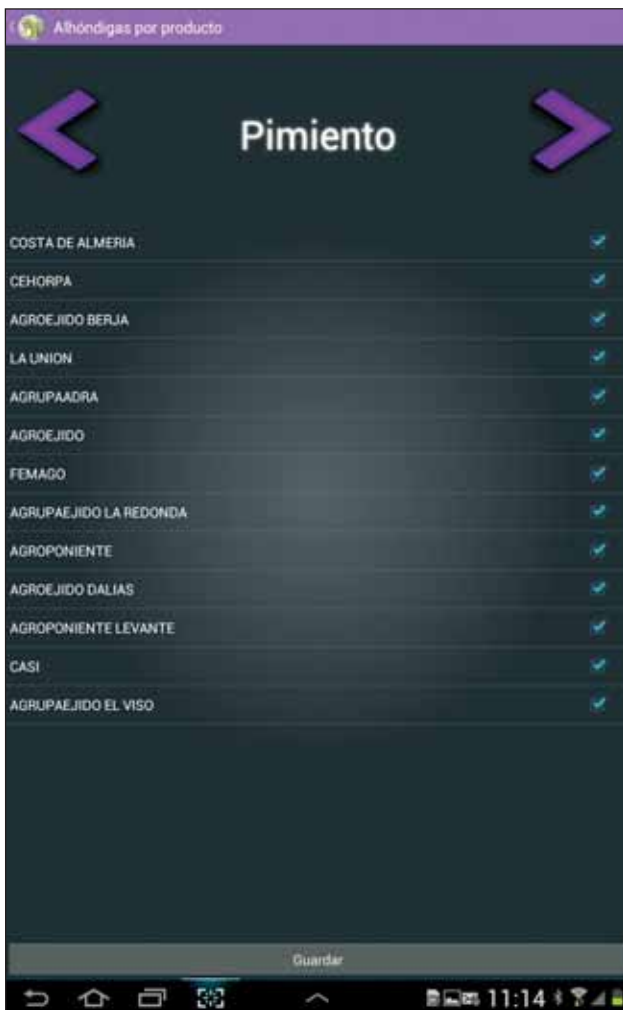 Alhóndigas por producto
Pimiento
COSTA DE ALMERIA
CEHORPA
AGROEJIDO BERJA
LA UNION
AGRUPAADRA
AGROEJIDO
FEMAGO
AGRUPAEJIDO LA REDONDA
AGROPONIENTE
AGROEJIDO DALIAS
AGROPONIENTE LEVANTE
CASI
AGRUPAEJIDO EL VISO
Guardar
11:14